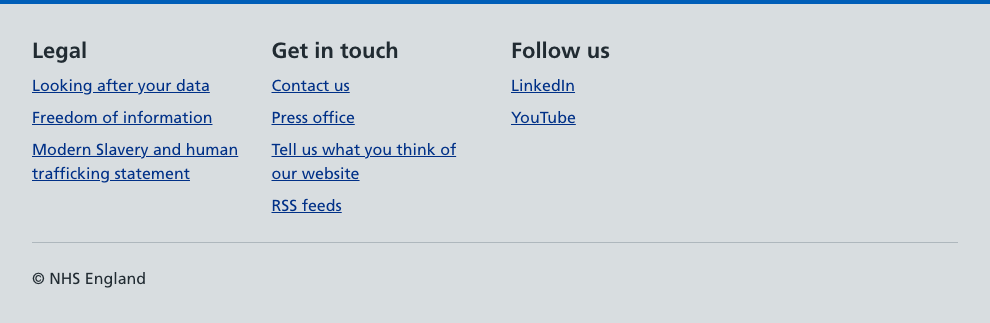 Legal
Looking after your data
Freedom of information
Modern Slavery and human
trafficking statement
Get in touch
Contact us
Press office
Tell us what you think of
our website
RSS feeds
Follow us
LinkedIn
YouTube
© NHS England